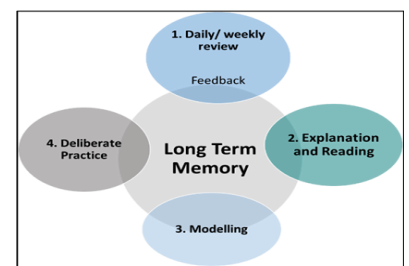 1. Daily/ weekly
review
Feedback
2. Explanation
and Reading
4. Deliberate
Practice
Long Term
Memory
3. Modelling